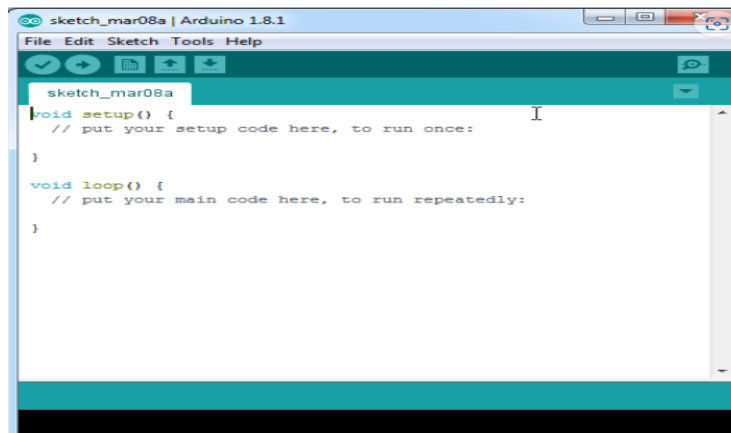 sketch_mar08a | Arduino 1.8.1
File Edit Sketch Tools Help
sketch_mar08a
void setup() {
  // put your setup code here, to run once:
}
void loop() {
  // put your main code here, to run repeatedly:
}